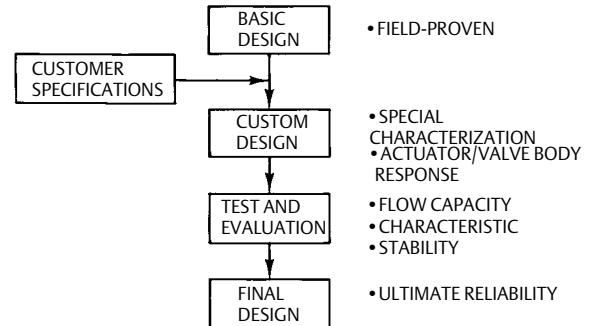 BASIC
DESIGN
• FIELD-PROVEN
CUSTOMER
SPECIFICATIONS
CUSTOM
DESIGN
• SPECIAL
CHARACTERIZATION
• ACTUATOR/VALVE BODY
RESPONSE
TEST AND
EVALUATION
• FLOW CAPACITY
• CHARACTERISTIC
• STABILITY
FINAL
DESIGN
• ULTIMATE RELIABILITY